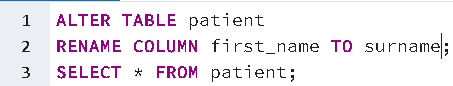 1 ALTER TABLE patient
2 RENAME COLUMN first_name TO surname;
3 SELECT * FROM patient;